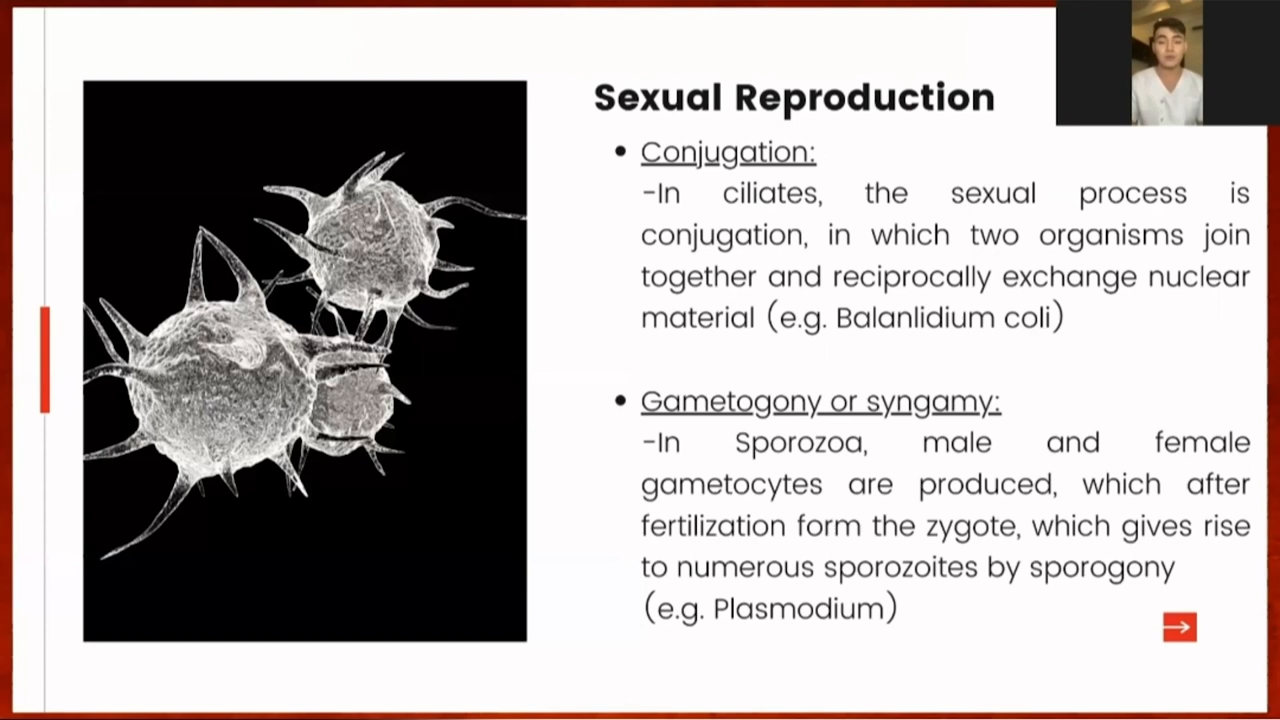 Sexual Reproduction
• Conjugation:
-In ciliates, the sexual process is
conjugation, in which two organisms join
together and reciprocally exchange nuclear
material (e.g. Balanlidium coli)
• Gametogony or syngamy:
-In Sporozoa, male and female
gametocytes are produced, which after
fertilization form the zygote, which gives rise
to numerous sporozoites by sporogony
(e.g. Plasmodium)